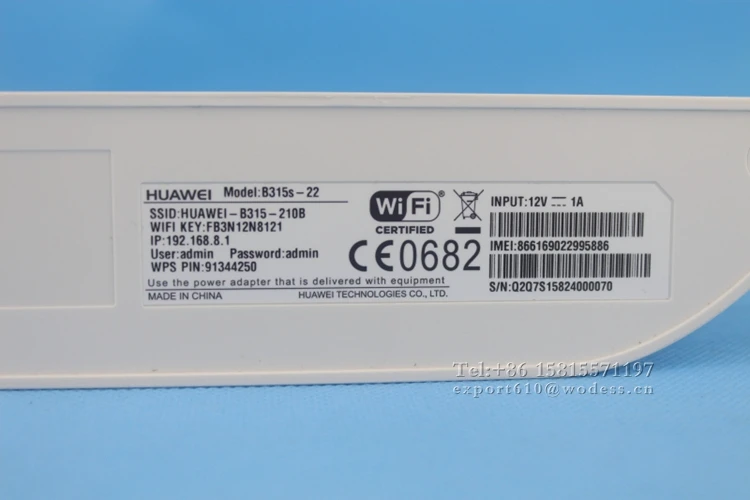 HUAWEI Model:B315s-22
SSID:HUAWEI-B315-210B
WIFI KEY:FB3N12N8121
IP:192.168.8.1
User:admin Password:admin
WPS PIN:91344250
Use the power adapter that is delivered with equipment
MADE IN CHINA HUAWEI TECHNOLOGIES CO., LTD.
Wi Fi
CERTIFIED
CE0682
INPUT:12V ⎓ 1A
IMEI:866169022995886
S/N:Q2Q7S15824000070
Tel:+86 15815571197
export610@wodess.cn